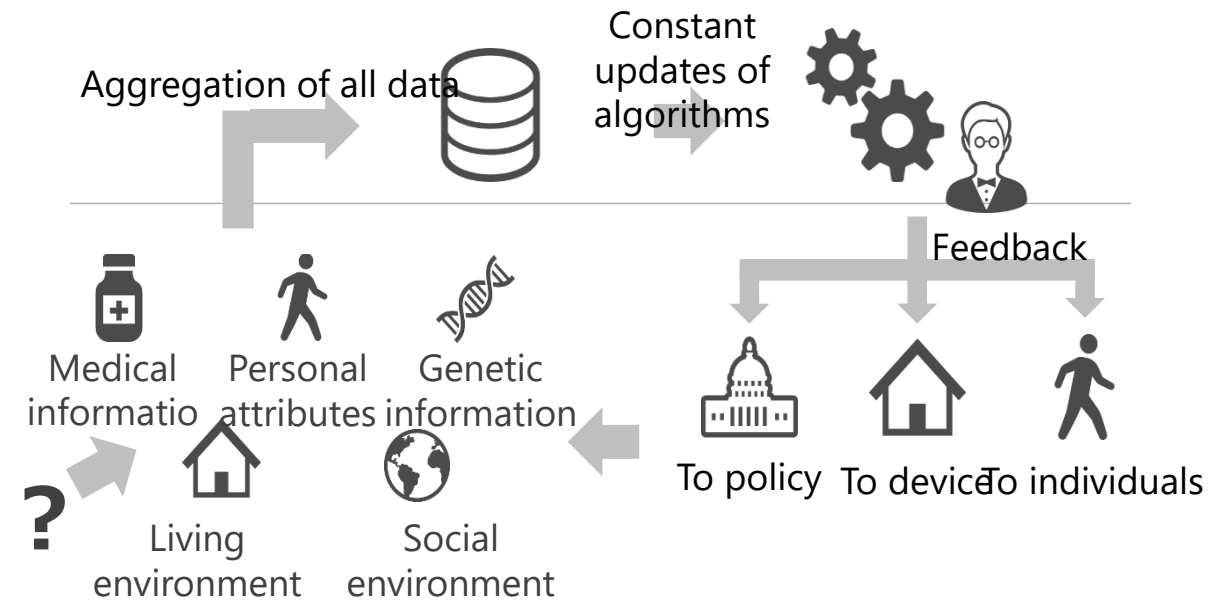 Aggregation of all data
Constant
updates of
algorithms
Feedback
Medical
informatio
Personal
attributes
Genetic
information
To policy
To device
To individuals
?
Living
environment
Social
environment